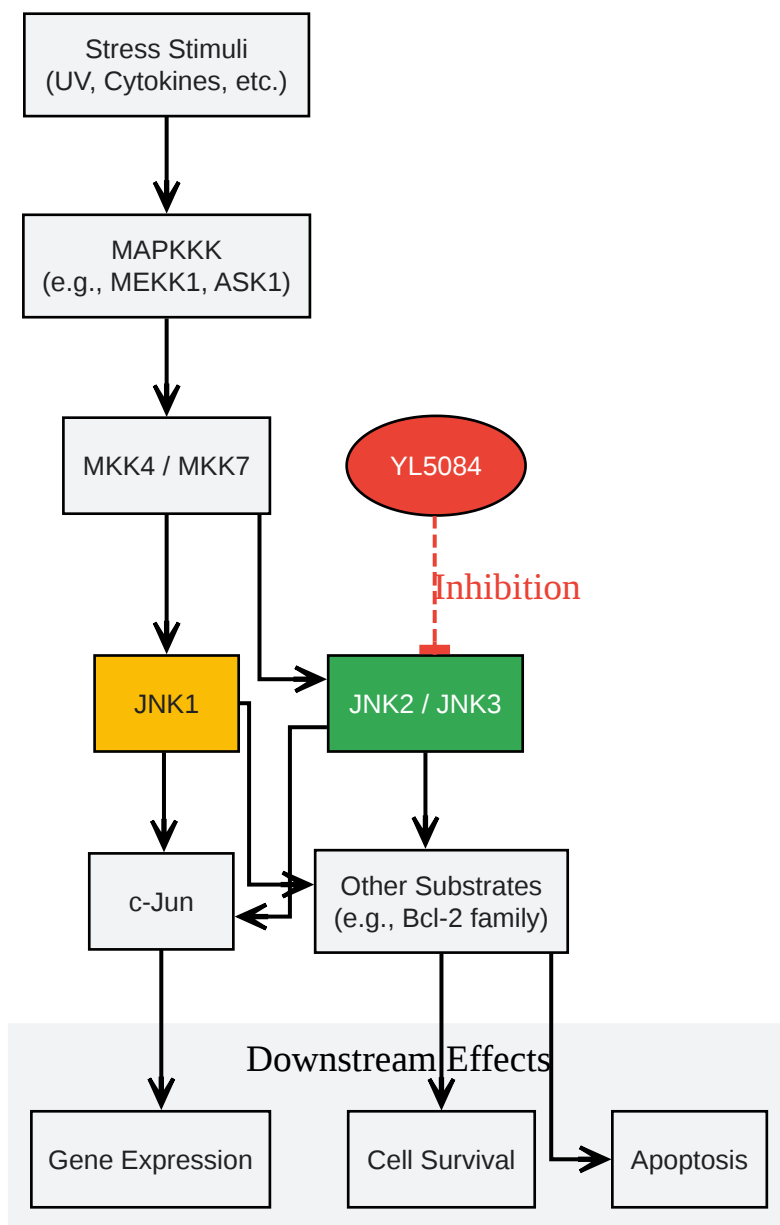 Stress Stimuli
(UV, Cytokines, etc.)
MAPKKK
(e.g., MEKK1, ASK1)
MKK4 / MKK7
YL5084
Inhibition
JNK1
JNK2 / JNK3
c-Jun
Other Substrates
(e.g., Bcl-2 family)
Downstream Effects
Gene Expression
Cell Survival
Apoptosis